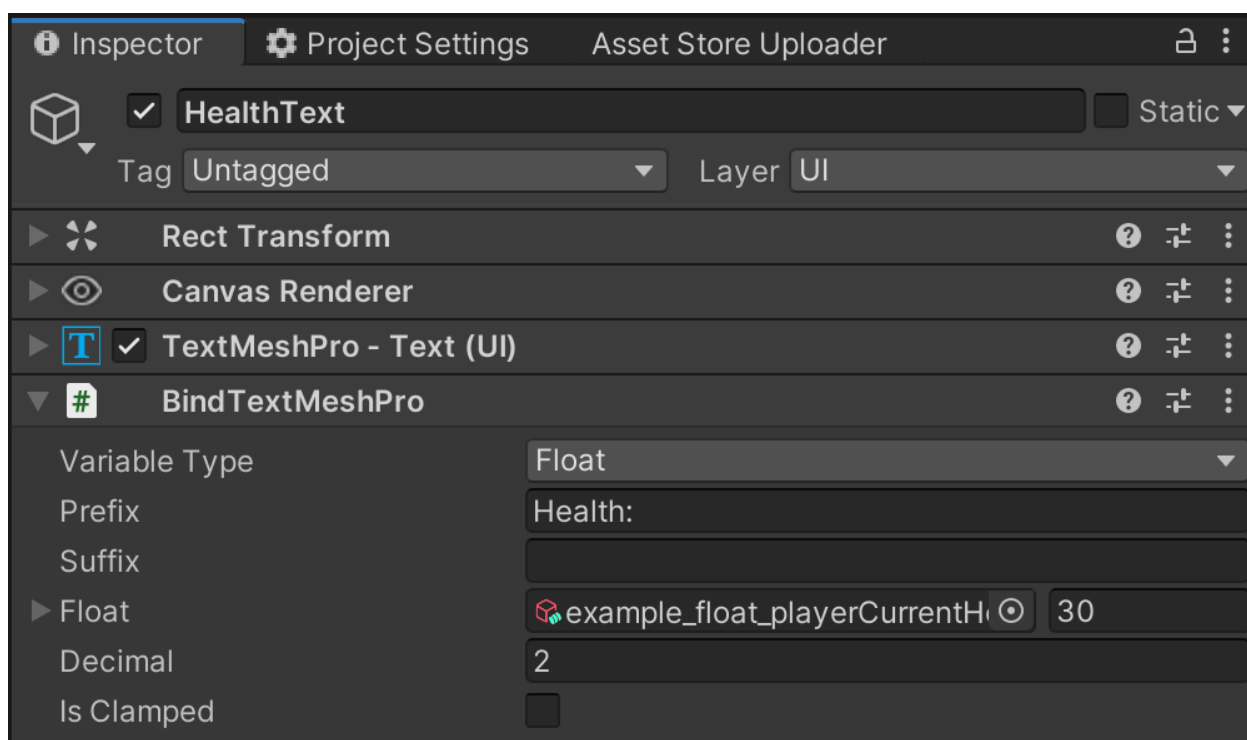 Inspector Project Settings Asset Store Uploader
HealthText Static
Tag Untagged Layer UI
Rect Transform
Canvas Renderer
T TextMeshPro - Text (UI)
# BindTextMeshPro
Variable Type Float
Prefix Health:
Suffix
Float example_float_playerCurrentH 30
Decimal 2
Is Clamped